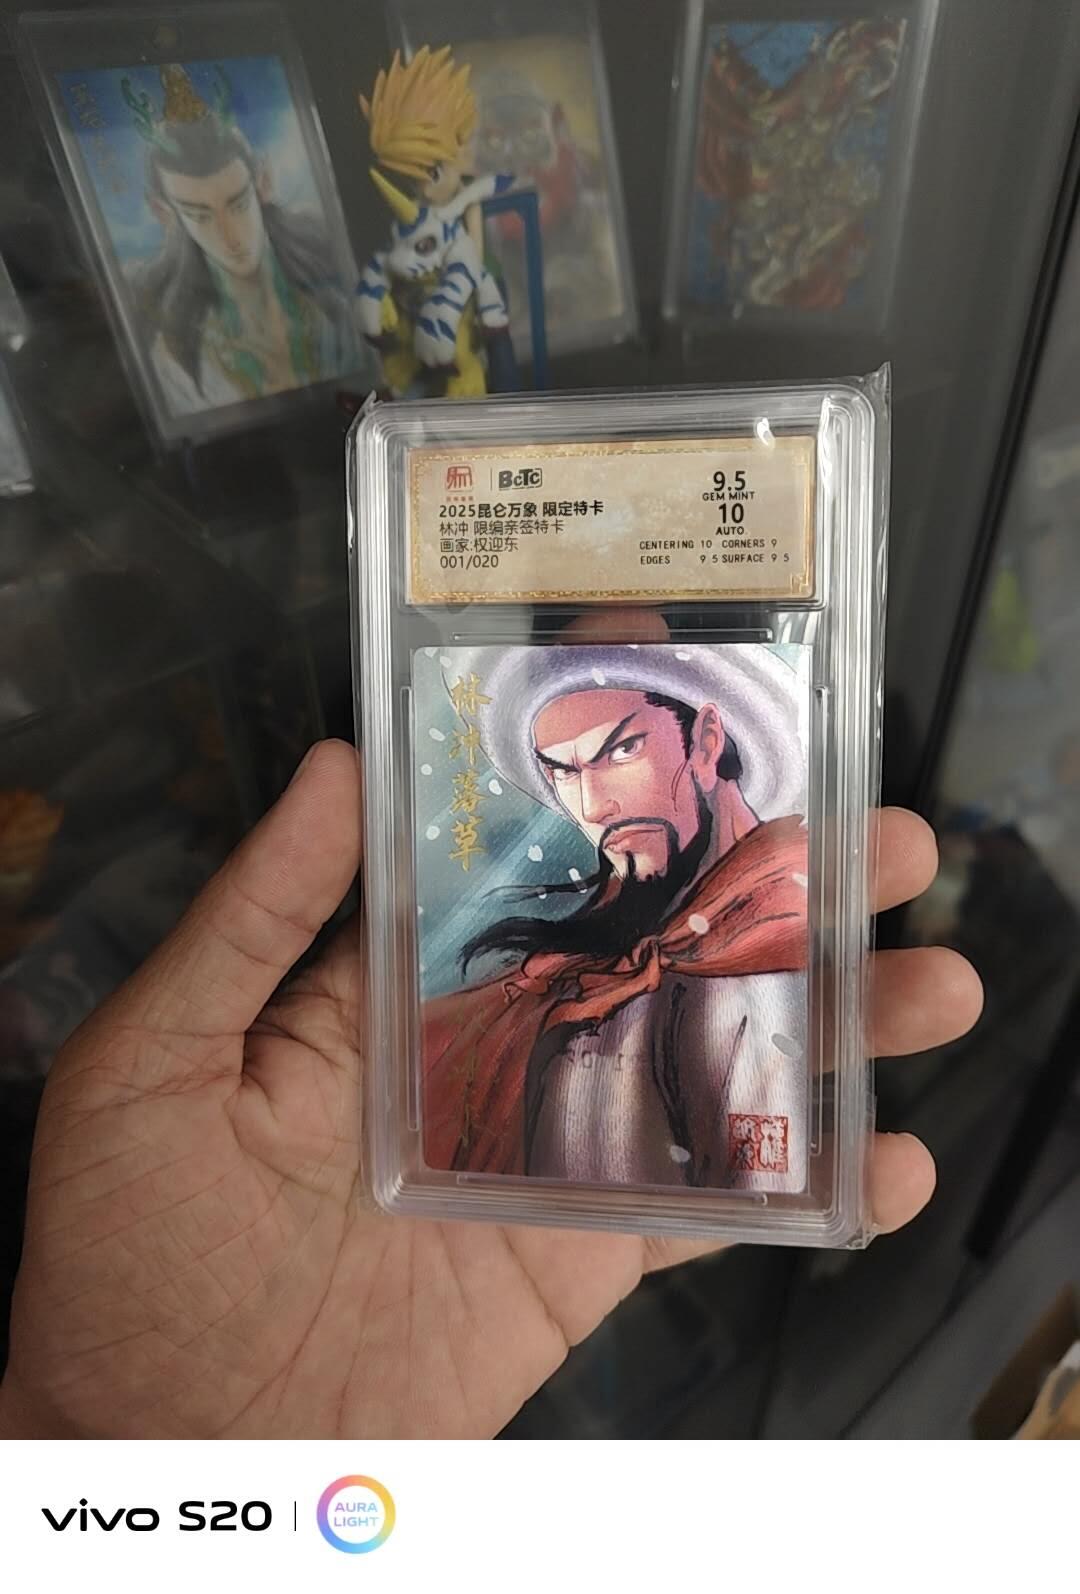 BCTC
2025昆仑万象 限定特卡
林冲 限编亲签特卡
画家:权迎东
001/020
9.5
GEM MINT
10
AUTO.
CENTERING 10 CORNERS 9
EDGES 9.5 SURFACE 9.5
林冲落草
vivo S20
AURA
LIGHT